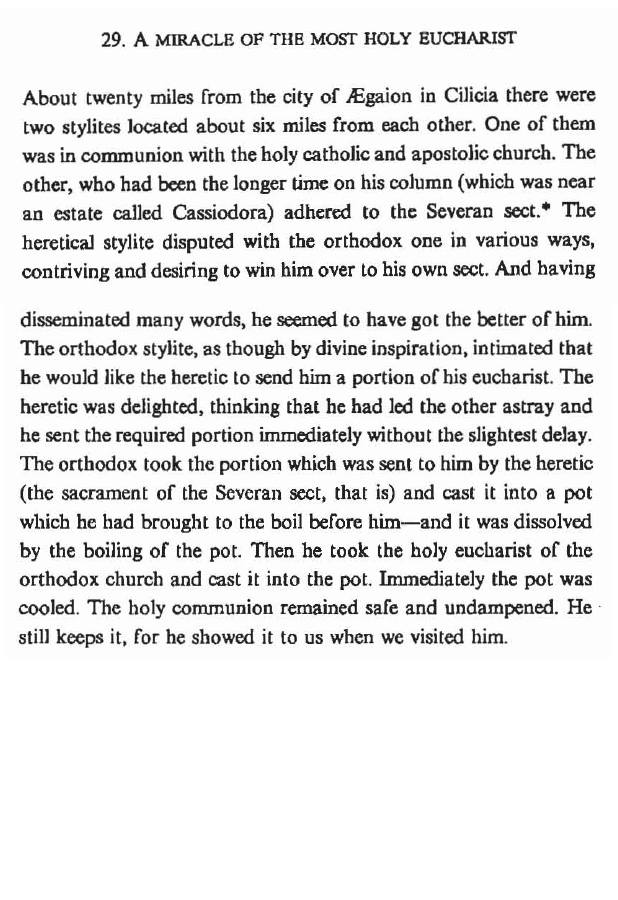 29. A MIRACLE OF THE MOST HOLY EUCHARIST
About twenty miles from the city of Ægaion in Cilicia there were
two stylites located about six miles from each other. One of them
was in communion with the holy catholic and apostolic church. The
other, who had been the longer time on his column (which was near
an estate called Cassiodora) adhered to the Severan sect.* The
heretical stylite disputed with the orthodox one in various ways,
contriving and desiring to win him over to his own sect. And having
disseminated many words, he seemed to have got the better of him.
The orthodox stylite, as though by divine inspiration, intimated that
he would like the heretic to send him a portion of his eucharist. The
heretic was delighted, thinking that he had led the other astray and
he sent the required portion immediately without the slightest delay.
The orthodox took the portion which was sent to him by the heretic
(the sacrament of the Severan sect, that is) and cast it into a pot
which he had brought to the boil before him—and it was dissolved
by the boiling of the pot. Then he took the holy eucharist of the
orthodox church and cast it into the pot. Immediately the pot was
cooled. The holy communion remained safe and undampened. He
still keeps it, for he showed it to us when we visited him.